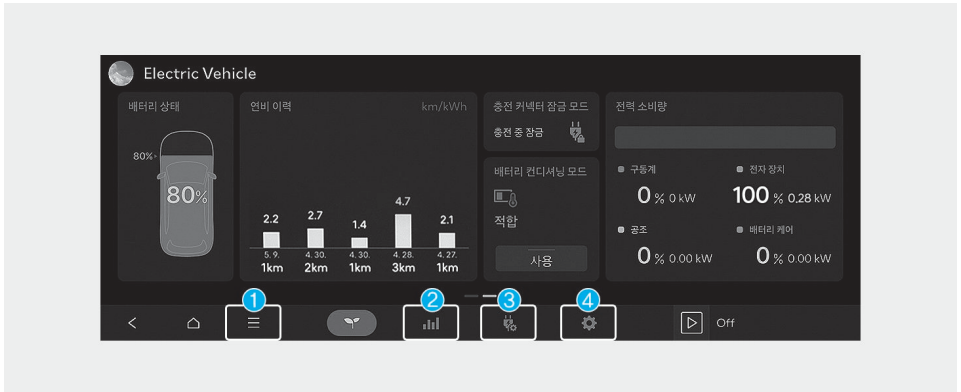 Electric Vehicle
배터리 상태
80%
80%
연비 이력 km/kWh
2.2 2.7 1.4 4.7 2.1
5. 9. 4. 30. 4. 30. 4. 28. 4. 27.
1km 2km 1km 3km 1km
충전 커넥터 잠금 모드
충전 중 잠금
배터리 컨디셔닝 모드
적합
사용
전력 소비량
구동계 전자 장치
0 % 0 kW 100 % 0.28 kW
공조 배터리 케어
0 % 0.00 kW 0 % 0.00 kW
1 2 3 4
Off